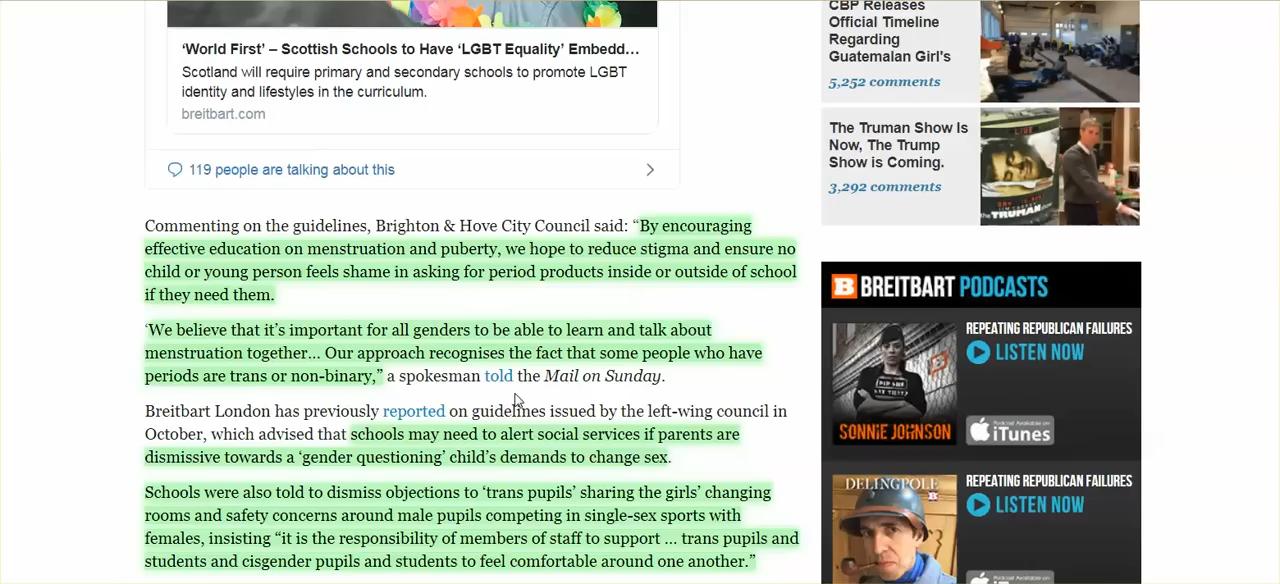 'World First' – Scottish Schools to Have 'LGBT Equality' Embedd...
Scotland will require primary and secondary schools to promote LGBT
identity and lifestyles in the curriculum.
breitbart.com
119 people are talking about this
Commenting on the guidelines, Brighton & Hove City Council said: “By encouraging
effective education on menstruation and puberty, we hope to reduce stigma and ensure no
child or young person feels shame in asking for period products inside or outside of school
if they need them.
‘We believe that it’s important for all genders to be able to learn and talk about
menstruation together… Our approach recognises the fact that some people who have
periods are trans or non-binary,” a spokesman told the Mail on Sunday.
Breitbart London has previously reported on guidelines issued by the left-wing council in
October, which advised that schools may need to alert social services if parents are
dismissive towards a ‘gender questioning’ child’s demands to change sex.
Schools were also told to dismiss objections to ‘trans pupils’ sharing the girls’ changing
rooms and safety concerns around male pupils competing in single-sex sports with
females, insisting “it is the responsibility of members of staff to support … trans pupils and
students and cisgender pupils and students to feel comfortable around one another.”
CBP Releases
Official Timeline
Regarding
Guatemalan Girl's
5,252 comments
The Truman Show Is
Now, The Trump
Show is Coming.
3,292 comments
LIVE
THE TRUMAN SHOW
B BREITBART PODCASTS
REPEATING REPUBLICAN FAILURES
LISTEN NOW
SONNIE JOHNSON
Podcast Available on
iTunes
DELINGPOLE
B
REPEATING REPUBLICAN FAILURES
LISTEN NOW